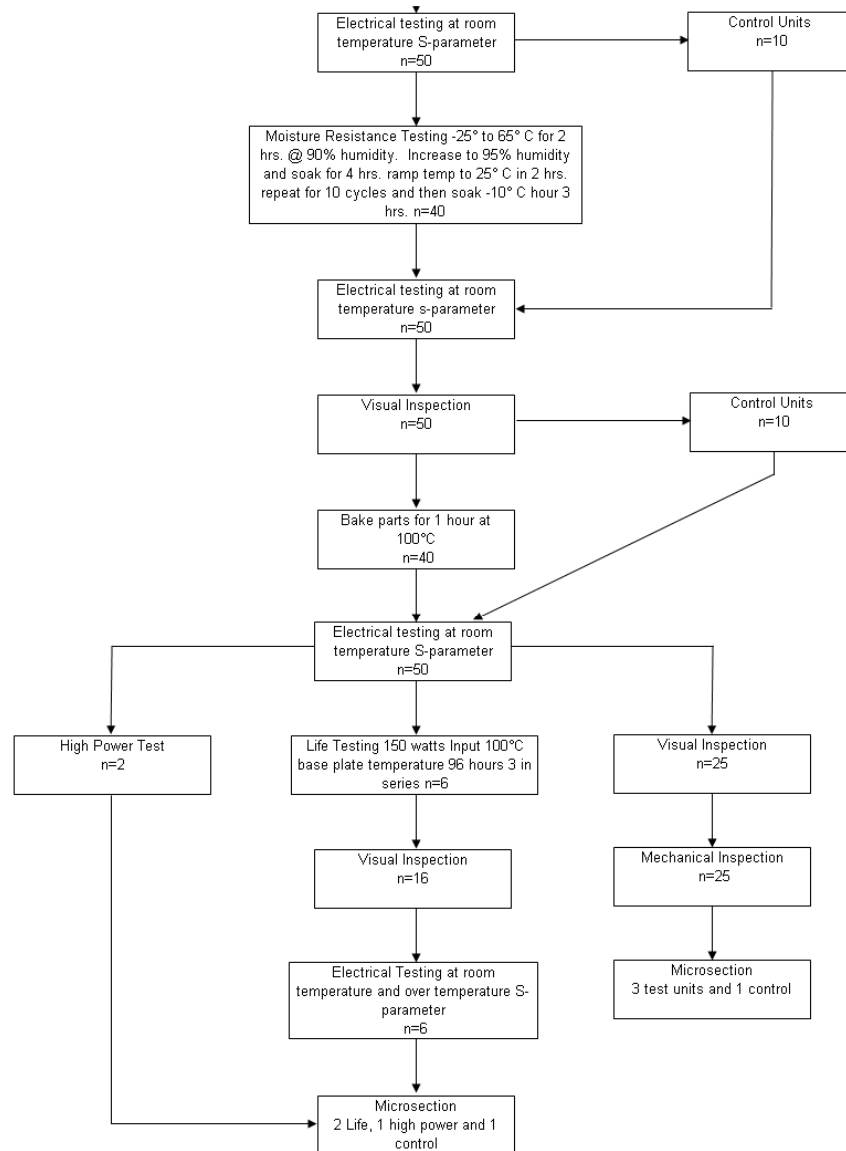 Electrical testing at room
temperature S-parameter
n=50
Control Units
n=10
Moisture Resistance Testing -25° to 65° C for 2
hrs. @ 90% humidity. Increase to 95% humidity
and soak for 4 hrs. ramp temp to 25° C in 2 hrs.
repeat for 10 cycles and then soak -10° C hour 3
hrs. n=40
Electrical testing at room
temperature s-parameter
n=50
Visual Inspection
n=50
Control Units
n=10
Bake parts for 1 hour at
100°C
n=40
Electrical testing at room
temperature S-parameter
n=50
High Power Test
n=2
Life Testing 150 watts Input 100°C
base plate temperature 96 hours 3 in
series n=6
Visual Inspection
n=25
Visual Inspection
n=16
Mechanical Inspection
n=25
Electrical Testing at room
temperature and over temperature S-
parameter
n=6
Microsection
3 test units and 1 control
Microsection
2 Life, 1 high power and 1
control